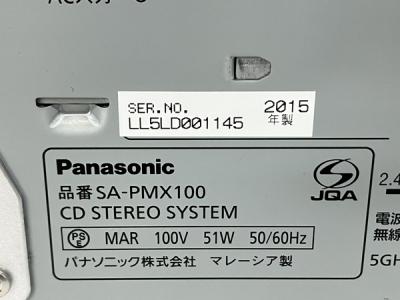 SER.NO. 2015
LL5LD001145 年製
Panasonic
品番 SA-PMX100
JQA
2.4
CD STEREO SYSTEM
電波
PS E MAR 100V 51W 50/60Hz
無線
パナソニック株式会社 マレーシア製
5GH